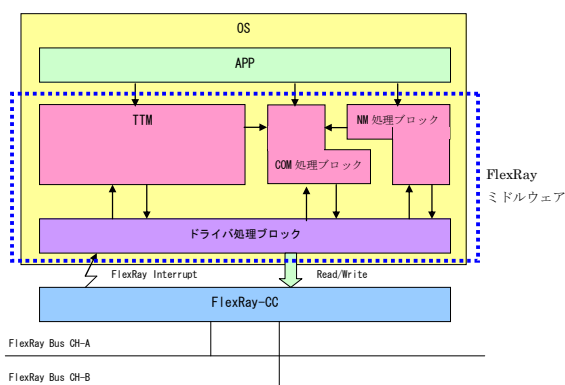 OS
APP
TTM
NM 処理ブロック
COM 処理ブロック
FlexRay
ミドルウェア
ドライバ処理ブロック
FlexRay Interrupt
Read/Write
FlexRay-CC
FlexRay Bus CH-A
FlexRay Bus CH-B